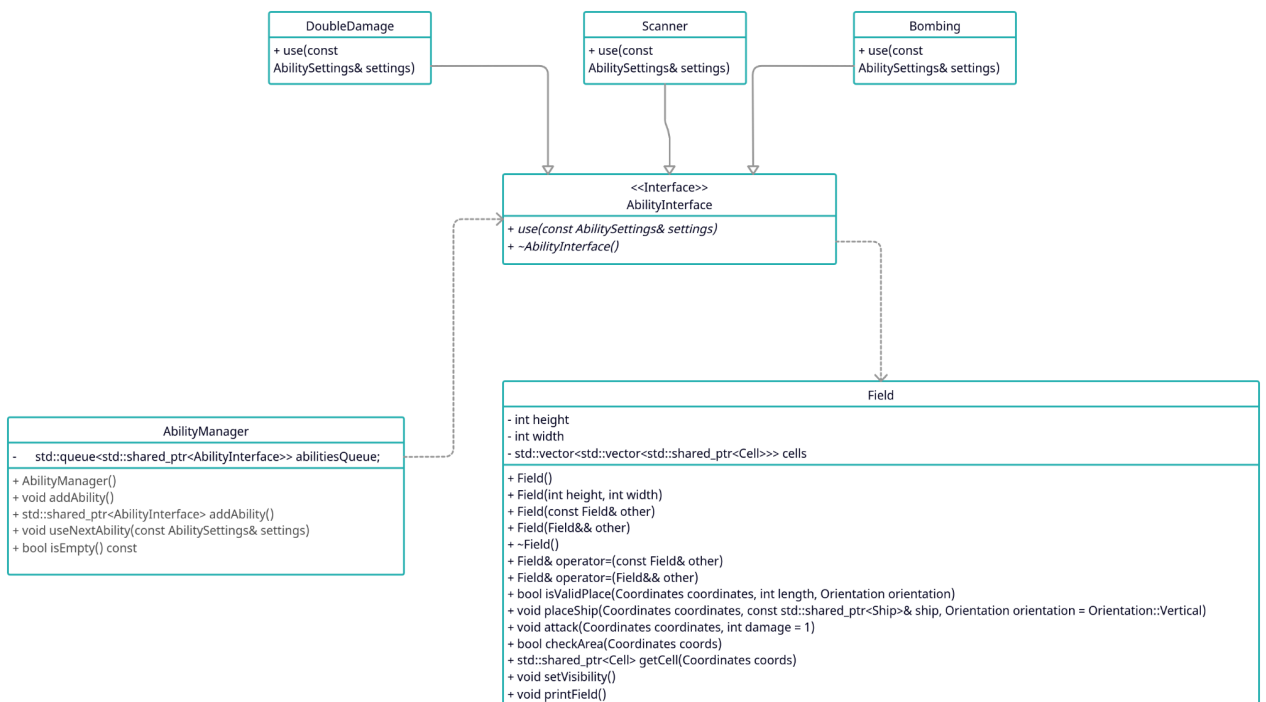 DoubleDamage
+ use(const
AbilitySettings& settings)
Scanner
+ use(const
AbilitySettings& settings)
Bombing
+ use(const
AbilitySettings& settings)
<<Interface>>
AbilityInterface
+ use(const AbilitySettings& settings)
+ ~AbilityInterface()
AbilityManager
- std::queue<std::shared_ptr<AbilityInterface>> abilitiesQueue;
+ AbilityManager()
+ void addAbility()
+ std::shared_ptr<AbilityInterface> addAbility()
+ void useNextAbility(const AbilitySettings& settings)
+ bool isEmpty() const
Field
- int height
- int width
- std::vector<std::vector<std::shared_ptr<Cell>>> cells
+ Field()
+ Field(int height, int width)
+ Field(const Field& other)
+ Field(Field&& other)
+ ~Field()
+ Field& operator=(const Field& other)
+ Field& operator=(Field&& other)
+ bool isValidPlace(Coordinates coordinates, int length, Orientation orientation)
+ void placeShip(Coordinates coordinates, const std::shared_ptr<Ship>& ship, Orientation orientation = Orientation::Vertical)
+ void attack(Coordinates coordinates, int damage = 1)
+ bool checkArea(Coordinates coords)
+ std::shared_ptr<Cell> getCell(Coordinates coords)
+ void setVisibility()
+ void printField()